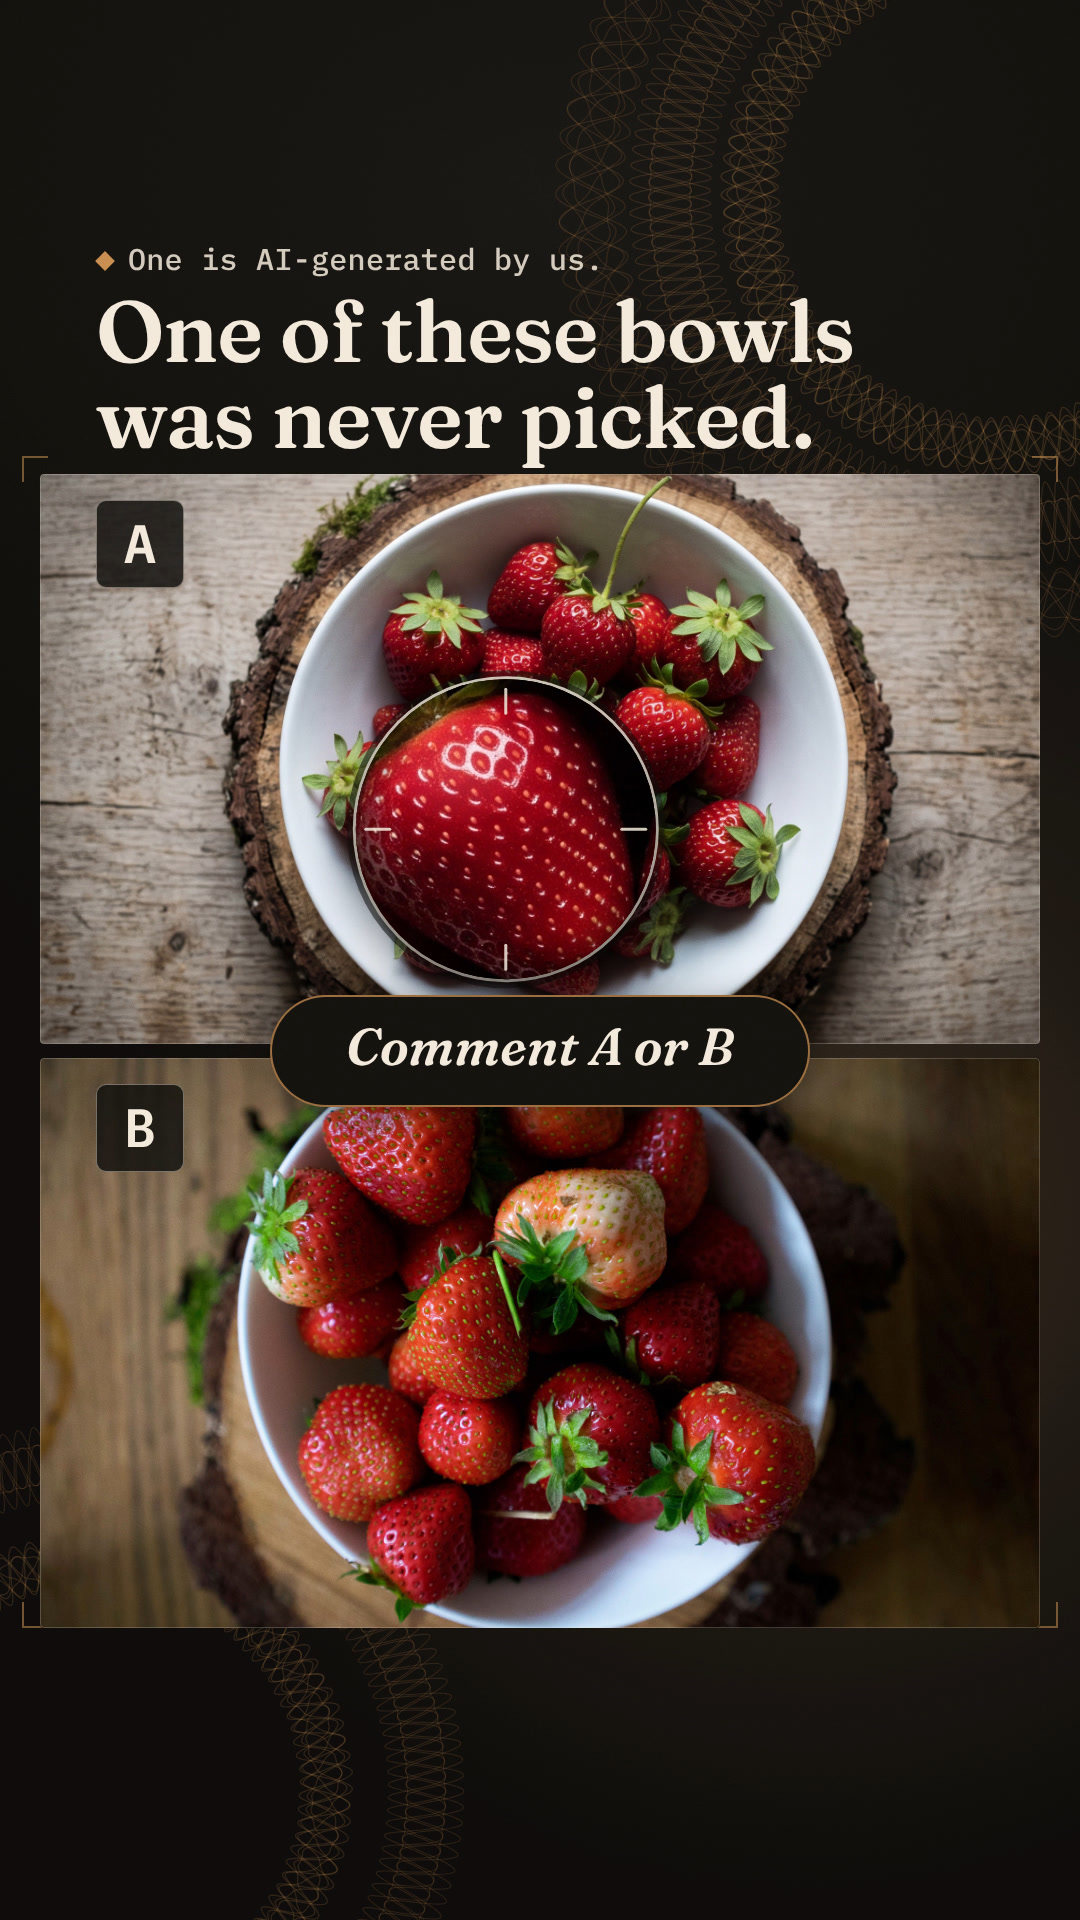 One is AI-generated by us.
One of these bowls
was never picked.
A
Comment A or B
B